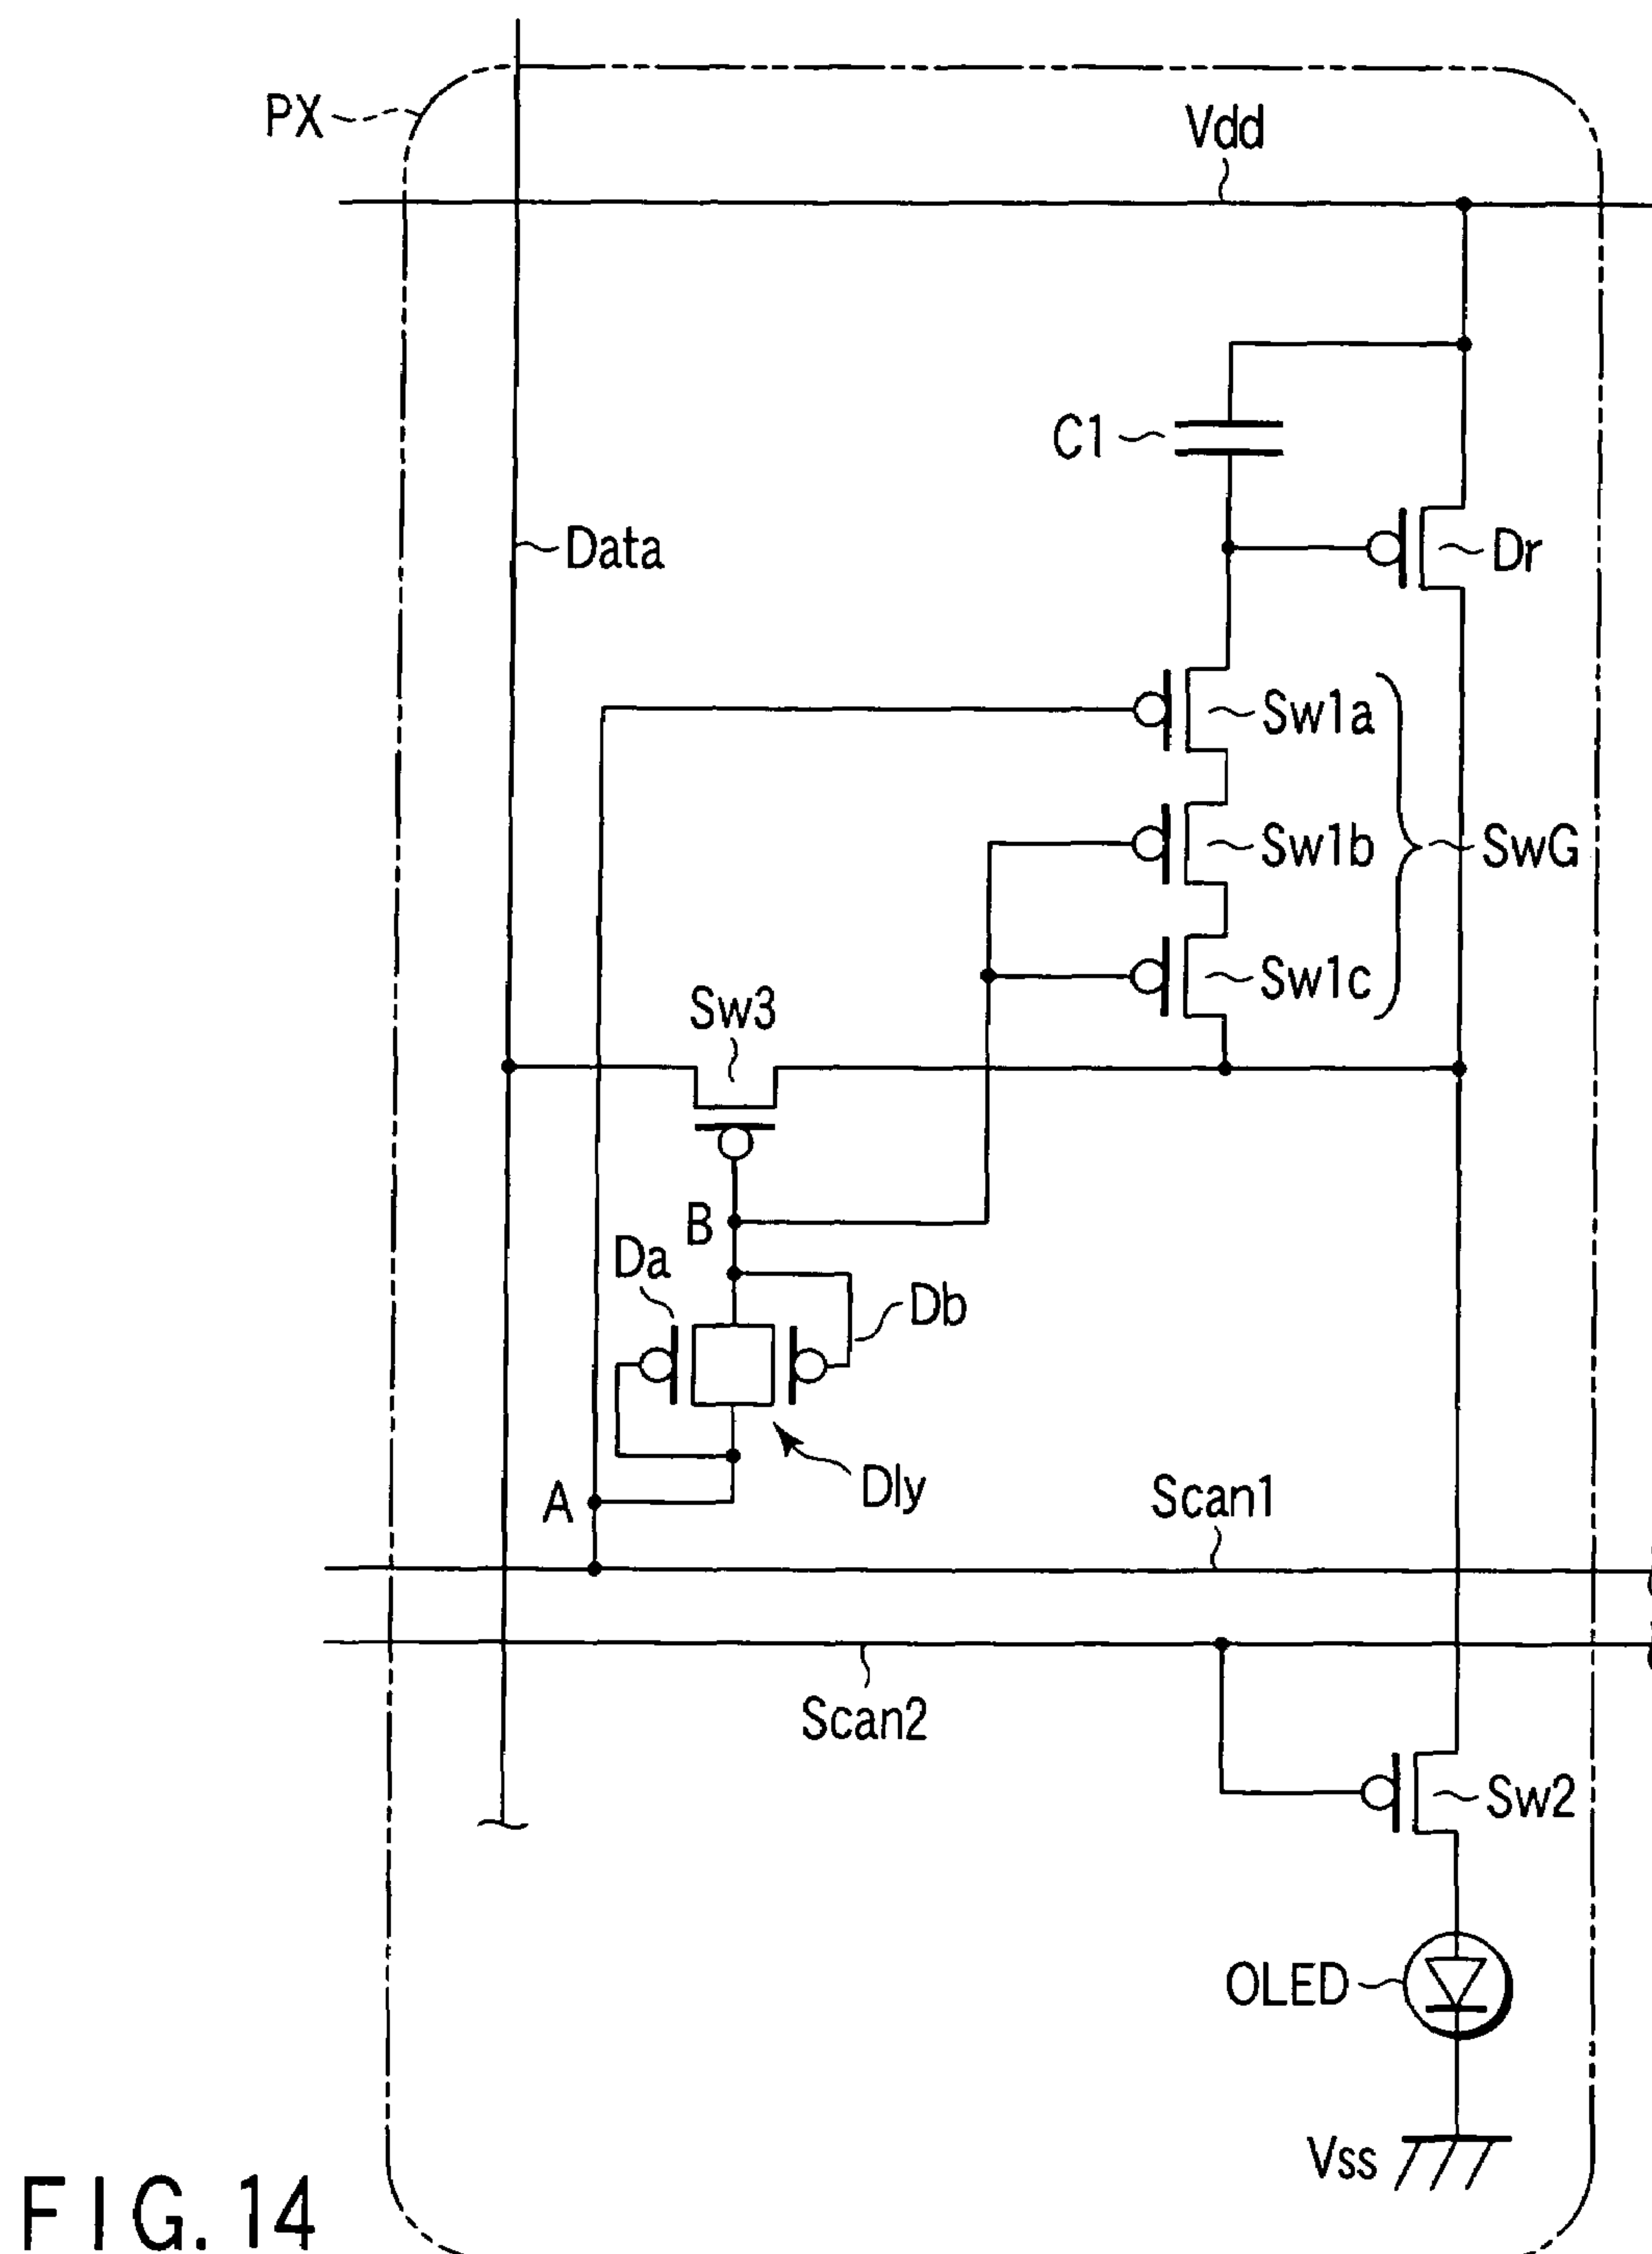 PX
Vdd
C1
Data
Dr
Sw1a
Sw1b
SwG
Sw1c
Sw3
B
Da
Db
A
Dly
Scan1
Scan2
Sw2
OLED
Vss
FIG. 14